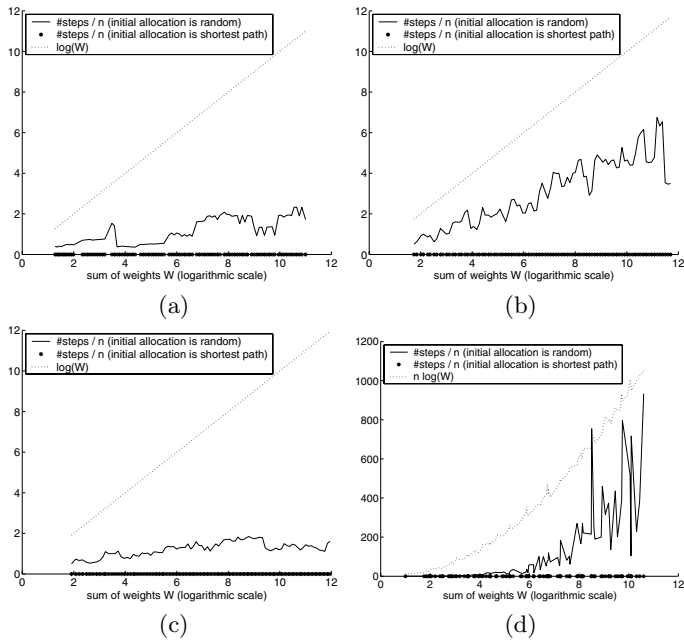 12
10
8
6
4
2
0
0 2 4 6 8 10 12
#steps / n (initial allocation is random)
#steps / n (initial allocation is shortest path)
log(W)
sum of weights W (logarithmic scale)
(a)
12
10
8
6
4
2
0
0 2 4 6 8 10 12
#steps / n (initial allocation is random)
#steps / n (initial allocation is shortest path)
log(W)
sum of weights W (logarithmic scale)
(b)
12
10
8
6
4
2
0
0 2 4 6 8 10 12
#steps / n (initial allocation is random)
#steps / n (initial allocation is shortest path)
log(W)
sum of weights W (logarithmic scale)
(c)
1200
1000
800
600
400
200
0
0 2 4 6 8 10 12
#steps / n (initial allocation is random)
#steps / n (initial allocation is shortest path)
n log(W)
sum of weights W (logarithmic scale)
(d)